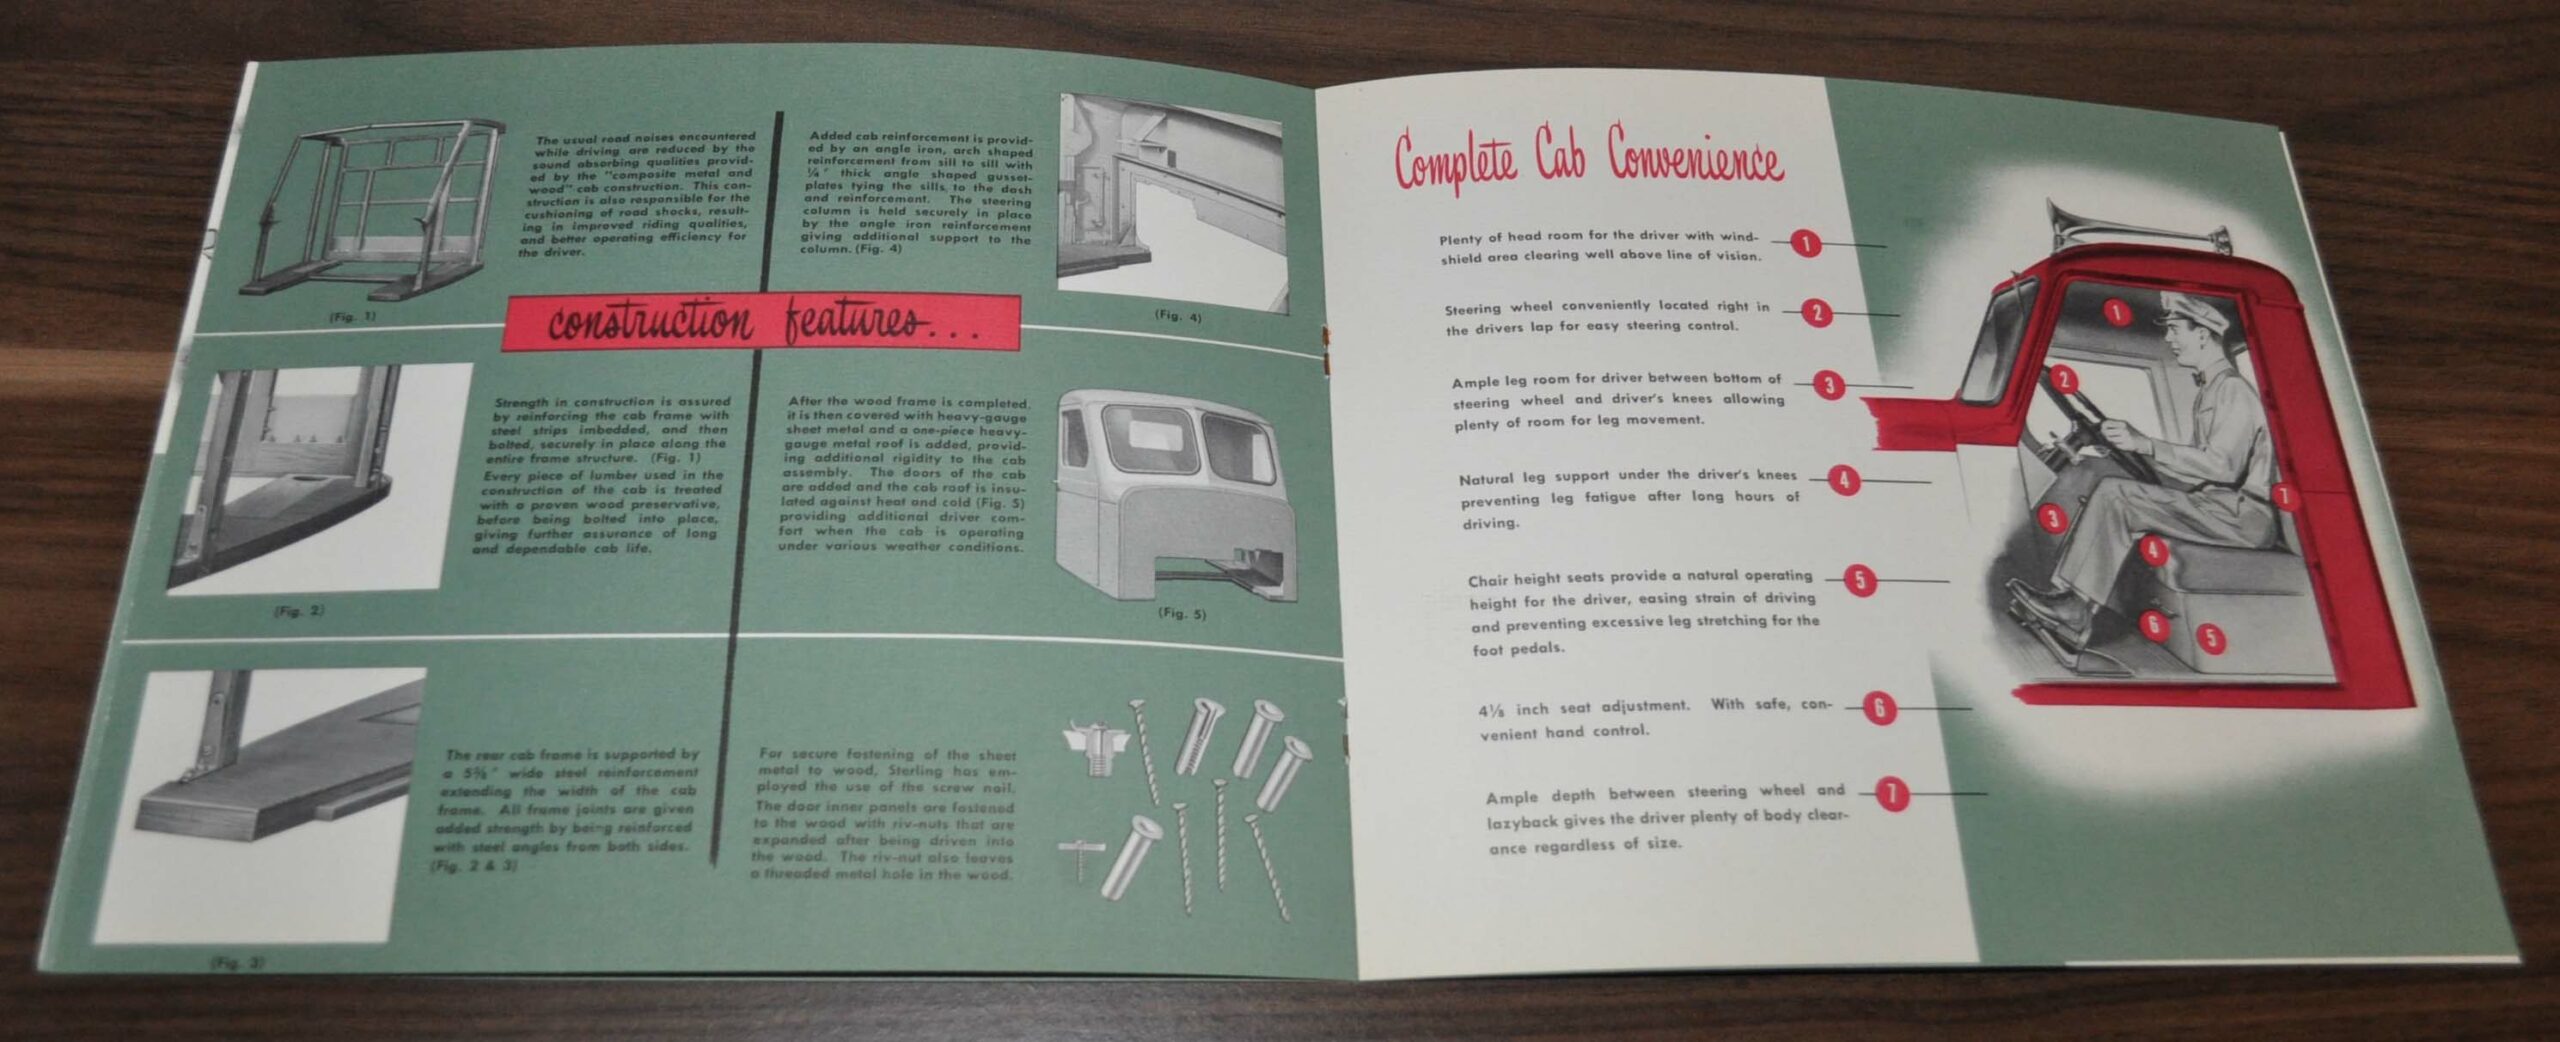 The usual road noises encountered
while driving are reduced by the
sound absorbing qualities provid-
ed by the "composite metal and
wood" cab construction. This con-
struction is also responsible for the
cushioning of road shocks, result-
ing in improved riding qualities,
and better operating efficiency for
the driver.
(Fig. 1)
Added cab reinforcement is provid-
ed by an angle iron, arch shaped
reinforcement from sill to sill with
¼" thick angle shaped gusset-
plates tying the sills, to the dash
and reinforcement. The steering
column is held securely in place
by the angle iron reinforcement
giving additional support to the
column. (Fig. 4)
(Fig. 4)
construction features...
Strength in construction is assured
by reinforcing the cab frame with
steel strips imbedded, and then
bolted, securely in place along the
entire frame structure. (Fig. 1)
Every piece of lumber used in the
construction of the cab is treated
with a proven wood preservative,
before being bolted into place,
giving further assurance of long
and dependable cab life.
(Fig. 2)
After the wood frame is completed,
it is then covered with heavy-gauge
sheet metal and a one-piece heavy-
gauge metal roof is added, provid-
ing additional rigidity to the cab
assembly. The doors of the cab
are added and the cab roof is insu-
lated against heat and cold (Fig. 5)
providing additional driver com-
fort when the cab is operating
under various weather conditions.
(Fig. 5)
The rear cab frame is supported by
a 5⅝" wide steel reinforcement
extending the width of the cab
frame. All frame joints are given
added strength by being reinforced
with steel angles from both sides.
(Fig. 2 & 3)
(Fig. 3)
For secure fastening of the sheet
metal to wood, Sterling has em-
ployed the use of the screw nail.
The door inner panels are fastened
to the wood with riv-nuts that are
expanded after being driven into
the wood. The riv-nut also leaves
a threaded metal hole in the wood.
Complete Cab Convenience
Plenty of head room for the driver with wind-
shield area clearing well above line of vision.
1
Steering wheel conveniently located right in
the drivers lap for easy steering control.
2
Ample leg room for driver between bottom of
steering wheel and driver's knees allowing
plenty of room for leg movement.
3
Natural leg support under the driver's knees
preventing leg fatigue after long hours of
driving.
4
Chair height seats provide a natural operating
height for the driver, easing strain of driving
and preventing excessive leg stretching for the
foot pedals.
5
4⅛ inch seat adjustment. With safe, con-
venient hand control.
6
Ample depth between steering wheel and
lazyback gives the driver plenty of body clear-
ance regardless of size.
7
1
2
7
3
4
6
5